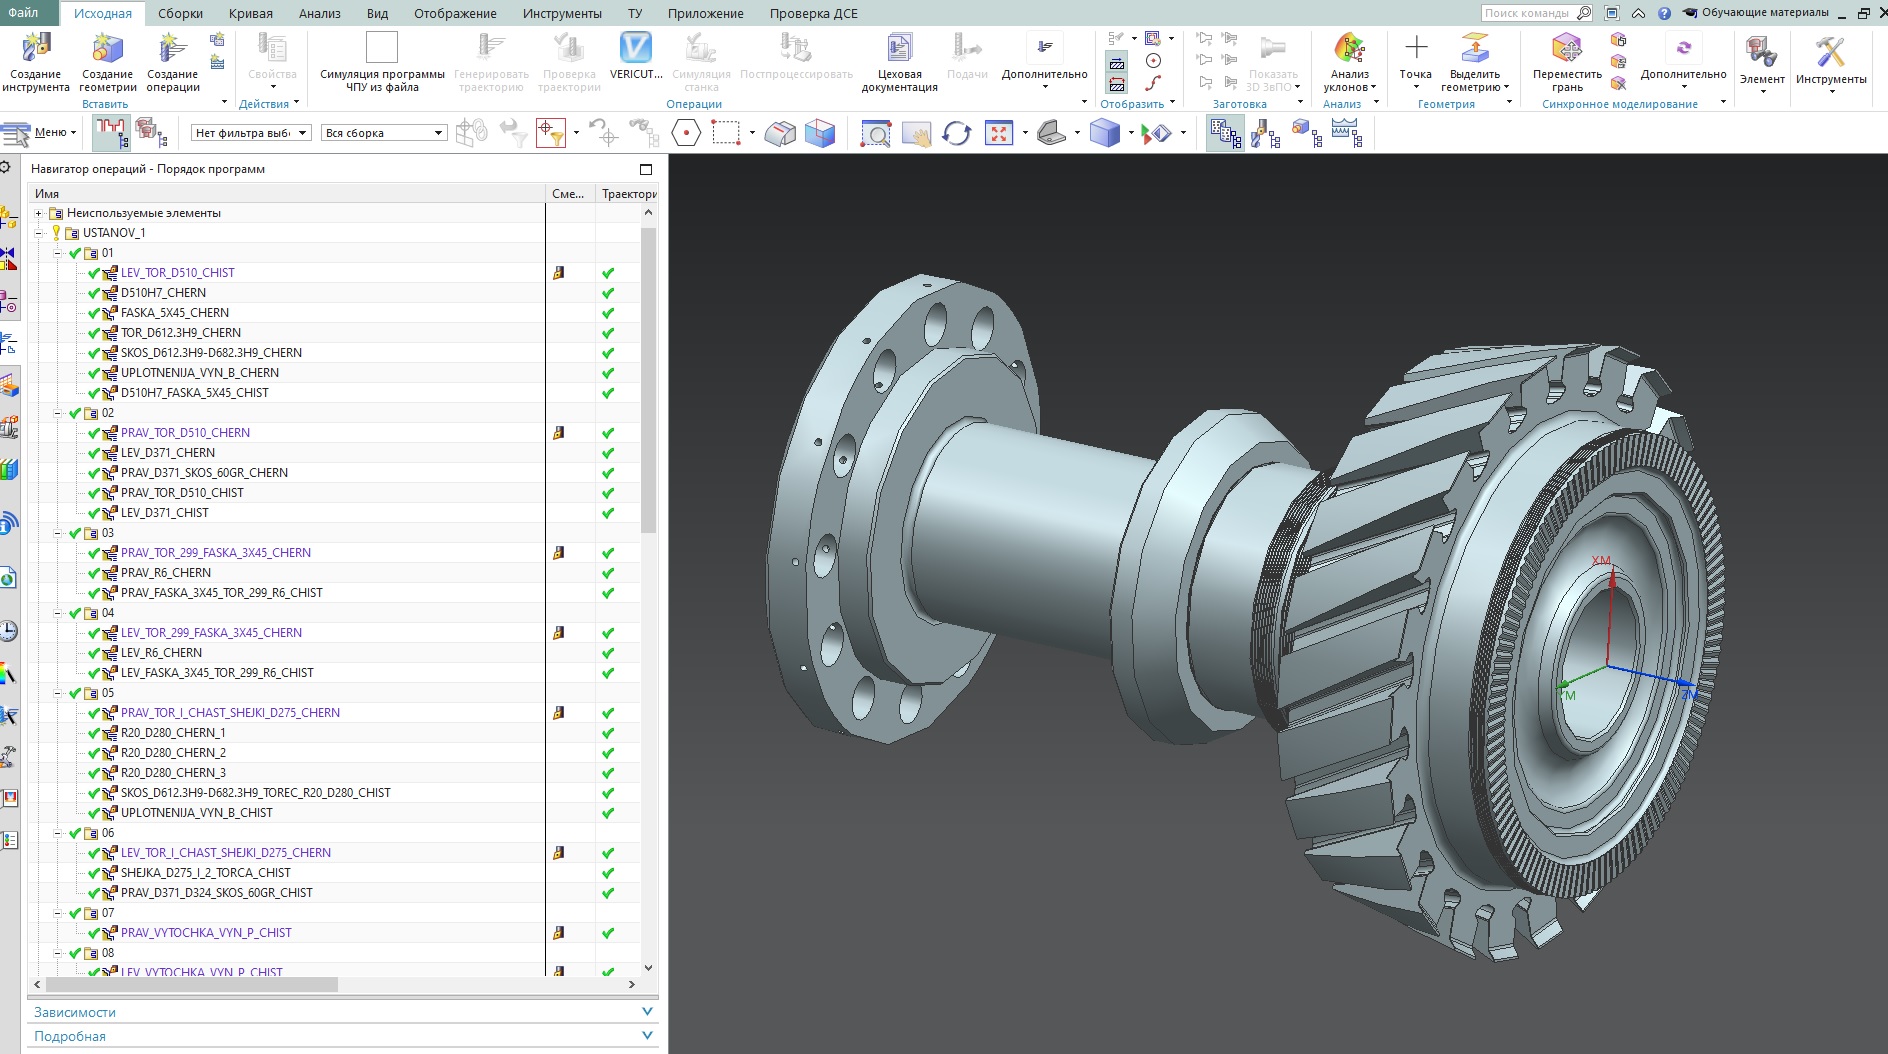 Файл Исходная Сборки Кривая Анализ Вид Отображение Инструменты ТУ Приложение Проверка ДСЕ Поиск команды Обучающие материалы
Создание инструмента
Создание геометрии
Создание операции
Вставить
Свойства
Действия
Симуляция программы ЧПУ из файла
Генерировать траекторию
Проверка траектории
VERICUT...
Симуляция станка
Постпроцессировать
Цеховая документация
Подачи
Дополнительно
Операции
Отобразить
Показать 3D ЗвПО
Заготовка
Анализ уклонов
Анализ
Точка
Выделить геометрию
Геометрия
Переместить грань
Дополнительно
Синхронное моделирование
Элемент
Инструменты
Меню
Нет фильтра выб
Вся сборка
Навигатор операций - Порядок программ
Имя Сме... Траектори
Неиспользуемые элементы
USTANOV_1
01
LEV_TOR_D510_CHIST
D510H7_CHERN
FASKA_5X45_CHERN
TOR_D612.3H9_CHERN
SKOS_D612.3H9-D682.3H9_CHERN
UPLOTNENIJA_VYN_B_CHERN
D510H7_FASKA_5X45_CHIST
02
PRAV_TOR_D510_CHERN
LEV_D371_CHERN
PRAV_D371_SKOS_60GR_CHERN
PRAV_TOR_D510_CHIST
LEV_D371_CHIST
03
PRAV_TOR_299_FASKA_3X45_CHERN
PRAV_R6_CHERN
PRAV_FASKA_3X45_TOR_299_R6_CHIST
04
LEV_TOR_299_FASKA_3X45_CHERN
LEV_R6_CHERN
LEV_FASKA_3X45_TOR_299_R6_CHIST
05
PRAV_TOR_I_CHAST_SHEJKI_D275_CHERN
R20_D280_CHERN_1
R20_D280_CHERN_2
R20_D280_CHERN_3
SKOS_D612.3H9-D682.3H9_TOREC_R20_D280_CHIST
UPLOTNENIJA_VYN_B_CHIST
06
LEV_TOR_I_CHAST_SHEJKI_D275_CHERN
SHEJKA_D275_I_2_TORCA_CHIST
PRAV_D371_D324_SKOS_60GR_CHIST
07
PRAV_VYTOCHKA_VYN_P_CHIST
08
LEV_VYTOCHKA_VYN_P_CHIST
Зависимости
Подробная
XM
YM
ZM